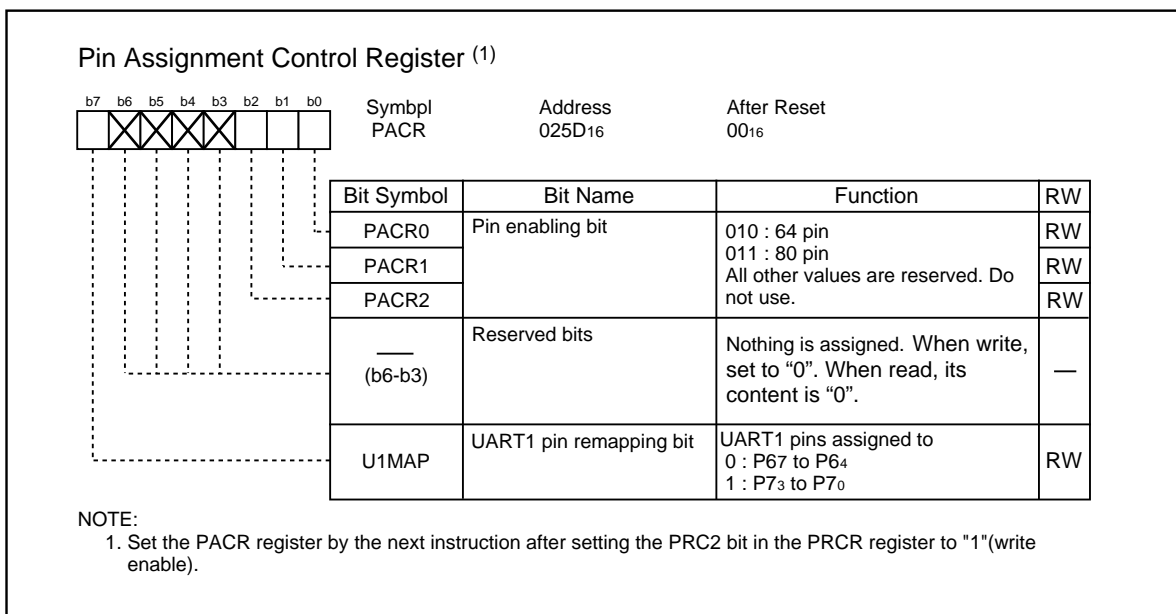 Pin Assignment Control Register (1)
b7 b6 b5 b4 b3 b2 b1 b0
Symbpl Address After Reset
PACR 025D16 0016
Bit Symbol Bit Name Function RW
PACR0 Pin enabling bit 010 : 64 pin RW
011 : 80 pin
PACR1 All other values are reserved. Do RW
PACR2 not use. RW
Reserved bits Nothing is assigned. When write,
— set to “0”. When read, its —
(b6-b3) content is “0”.
UART1 pin remapping bit UART1 pins assigned to
U1MAP 0 : P67 to P64 RW
1 : P73 to P70
NOTE:
1. Set the PACR register by the next instruction after setting the PRC2 bit in the PRCR register to "1"(write
enable).